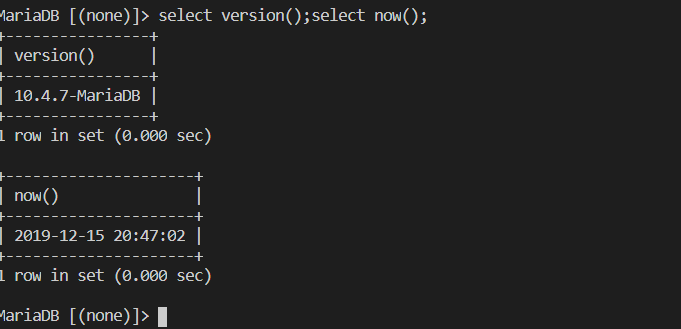 MariaDB [(none)]> select version();select now();
+----------------+
| version()      |
+----------------+
| 10.4.7-MariaDB |
+----------------+
1 row in set (0.000 sec)

+---------------------+
| now()               |
+---------------------+
| 2019-12-15 20:47:02 |
+---------------------+
1 row in set (0.000 sec)

MariaDB [(none)]>